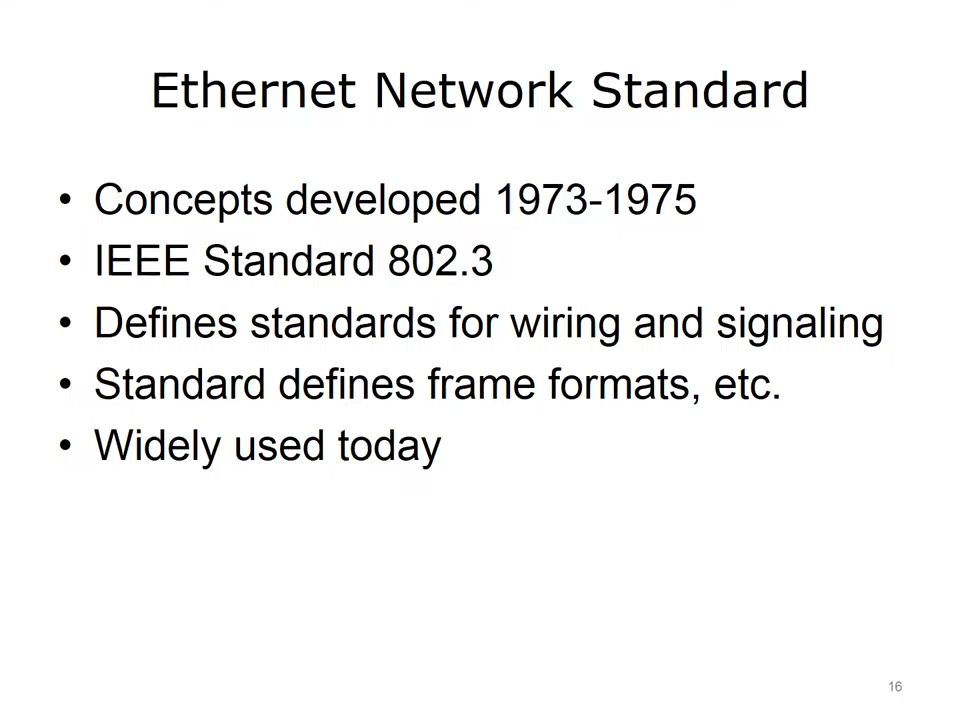 Ethernet Network Standard
• Concepts developed 1973-1975
• IEEE Standard 802.3
• Defines standards for wiring and signaling
• Standard defines frame formats, etc.
• Widely used today
16